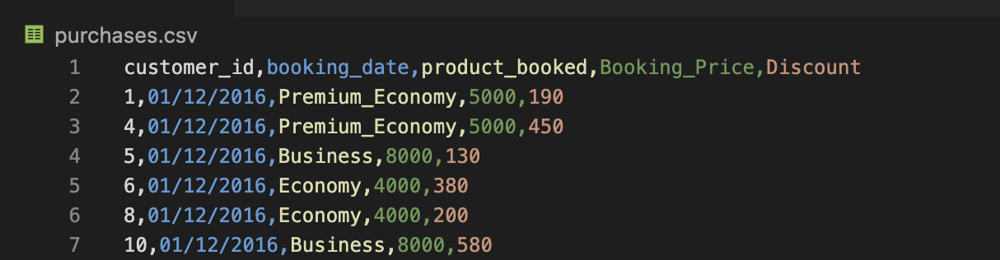 purchases.csv
1 customer_id,booking_date,product_booked,Booking_Price,Discount
2 1,01/12/2016,Premium_Economy,5000,190
3 4,01/12/2016,Premium_Economy,5000,450
4 5,01/12/2016,Business,8000,130
5 6,01/12/2016,Economy,4000,380
6 8,01/12/2016,Economy,4000,200
7 10,01/12/2016,Business,8000,580